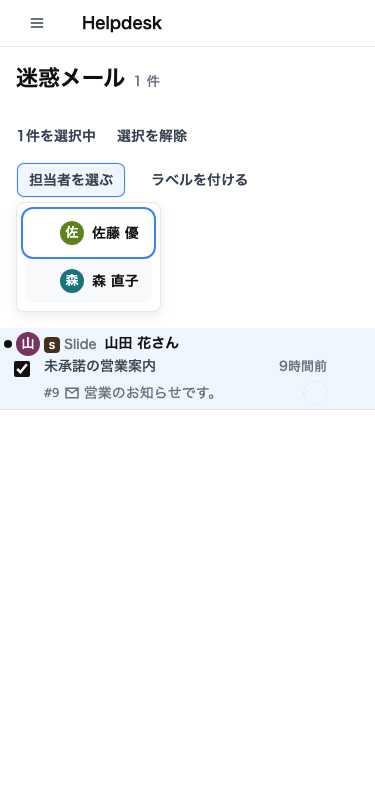 Helpdesk
迷惑メール 1 件
1件を選択中 選択を解除
担当者を選ぶ ラベルを付ける
佐 佐藤 優
森 森 直子
山 s Slide 山田 花さん
未承諾の営業案内 9時間前
#9 営業のお知らせです。